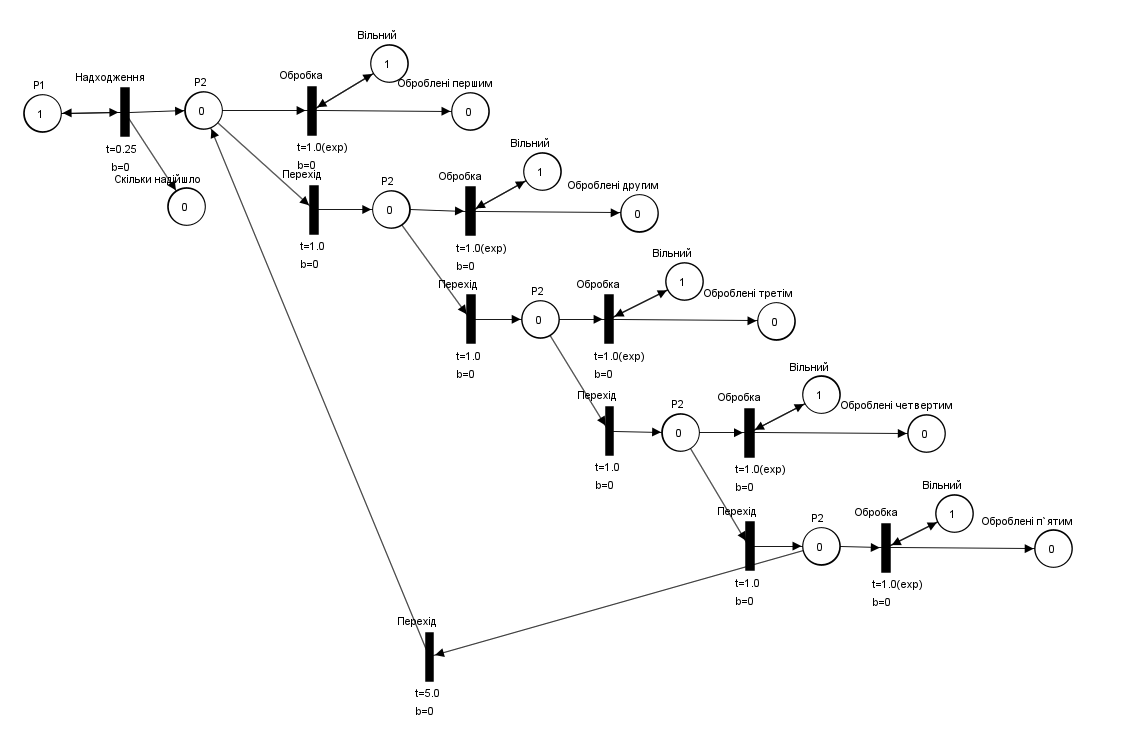 Вільний
1
Надходження
Обробка
P1
P2
Оброблені першим
1
0
0
t=0.25
b=0
t=1.0(exp)
b=0
Скільки надійшло
0
Перехід
t=1.0
b=0
Вільний
1
P2
Обробка
Оброблені другим
0
0
t=1.0(exp)
b=0
Вільний
1
Перехід
P2
Обробка
Оброблені третім
0
0
t=1.0
b=0
t=1.0(exp)
b=0
Вільний
1
Перехід
P2
Обробка
Оброблені четвертим
0
0
t=1.0
b=0
t=1.0(exp)
b=0
Вільний
1
Перехід
P2
Обробка
Оброблені п`ятим
0
0
t=1.0
b=0
t=1.0(exp)
b=0
Перехід
t=5.0
b=0